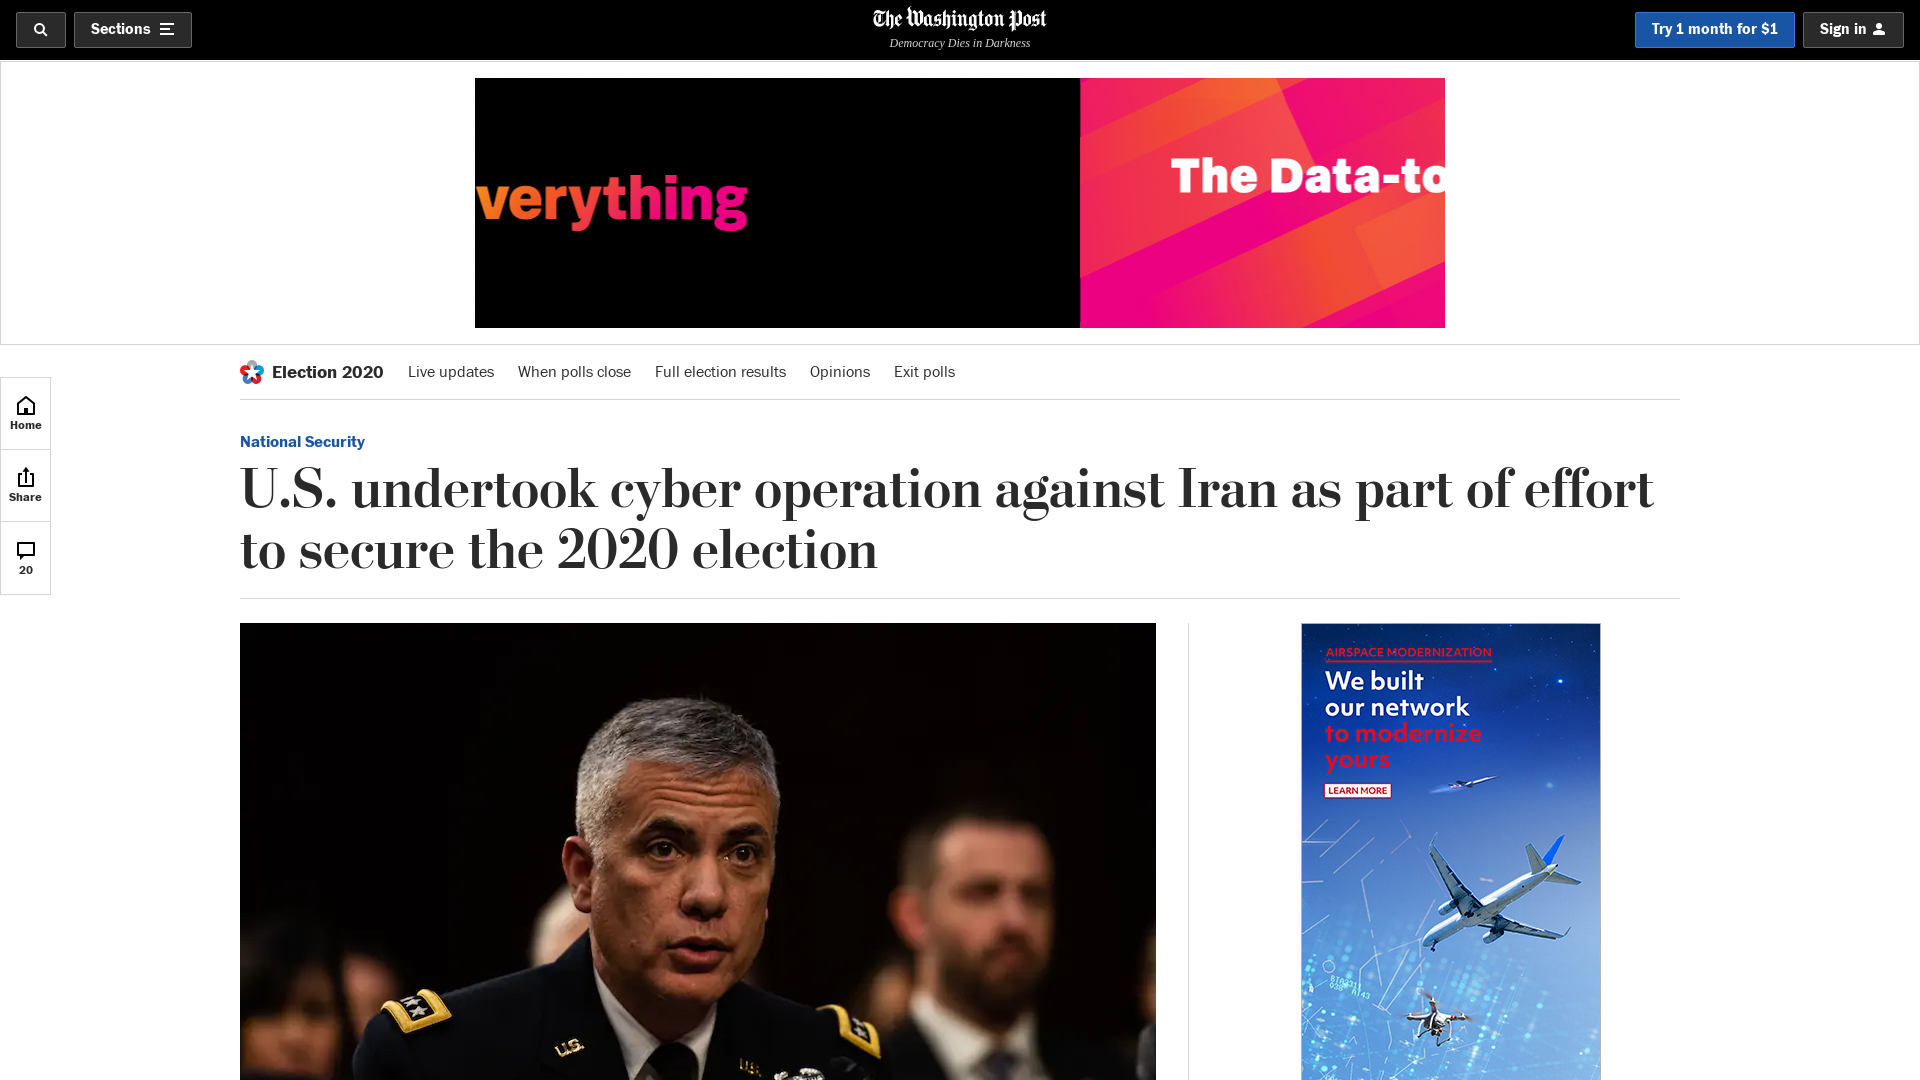 Sections
The Washington Post
Democracy Dies in Darkness
Try 1 month for $1
Sign in
verything
The Data-to
Election 2020
Live updates
When polls close
Full election results
Opinions
Exit polls
Home
Share
20
National Security
U.S. undertook cyber operation against Iran as part of effort
to secure the 2020 election
AIRSPACE MODERNIZATION
We built
our network
to modernize
yours
LEARN MORE
U.S.
U.S.